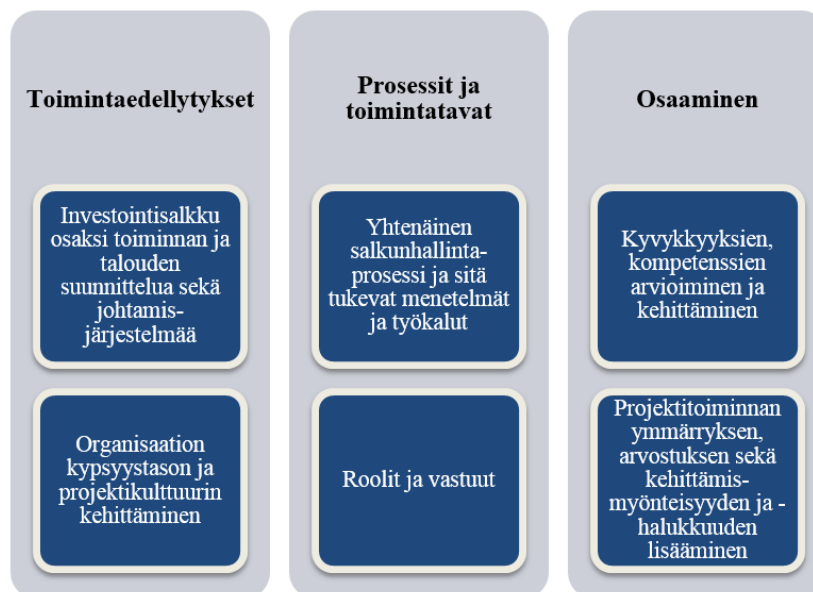 Toimintaedellytykset
Investointisalkku
osaksi toiminnan ja
talouden
suunnittelua sekä
johtamis-
järjestelmää
Organisaation
kypsyystason ja
projektikulttuurin
kehittäminen
Prosessit ja
toimintatavat
Yhtenäinen
salkunhallinta-
prosessi ja sitä
tukevat menetelmät
ja työkalut
Roolit ja vastuut
Osaaminen
Kyvykkyyksien,
kompetenssien
arvioiminen ja
kehittäminen
Projektitoiminnan
ymmärryksen,
arvostuksen sekä
kehittämis-
myönteisyyden ja -
halukkuuden
lisääminen